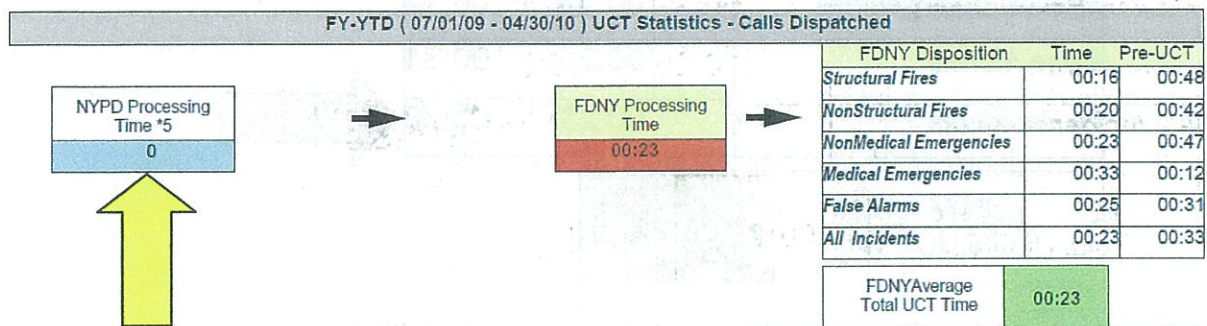 FY-YTD ( 07/01/09 - 04/30/10 ) UCT Statistics - Calls Dispatched
FDNY Disposition Time Pre-UCT
Structural Fires 00:16 00:48
NonStructural Fires 00:20 00:42
NonMedical Emergencies 00:23 00:47
Medical Emergencies 00:33 00:12
False Alarms 00:25 00:31
All Incidents 00:23 00:33
NYPD Processing
Time *5
0
FDNY Processing
Time
00:23
FDNYAverage
Total UCT Time
00:23